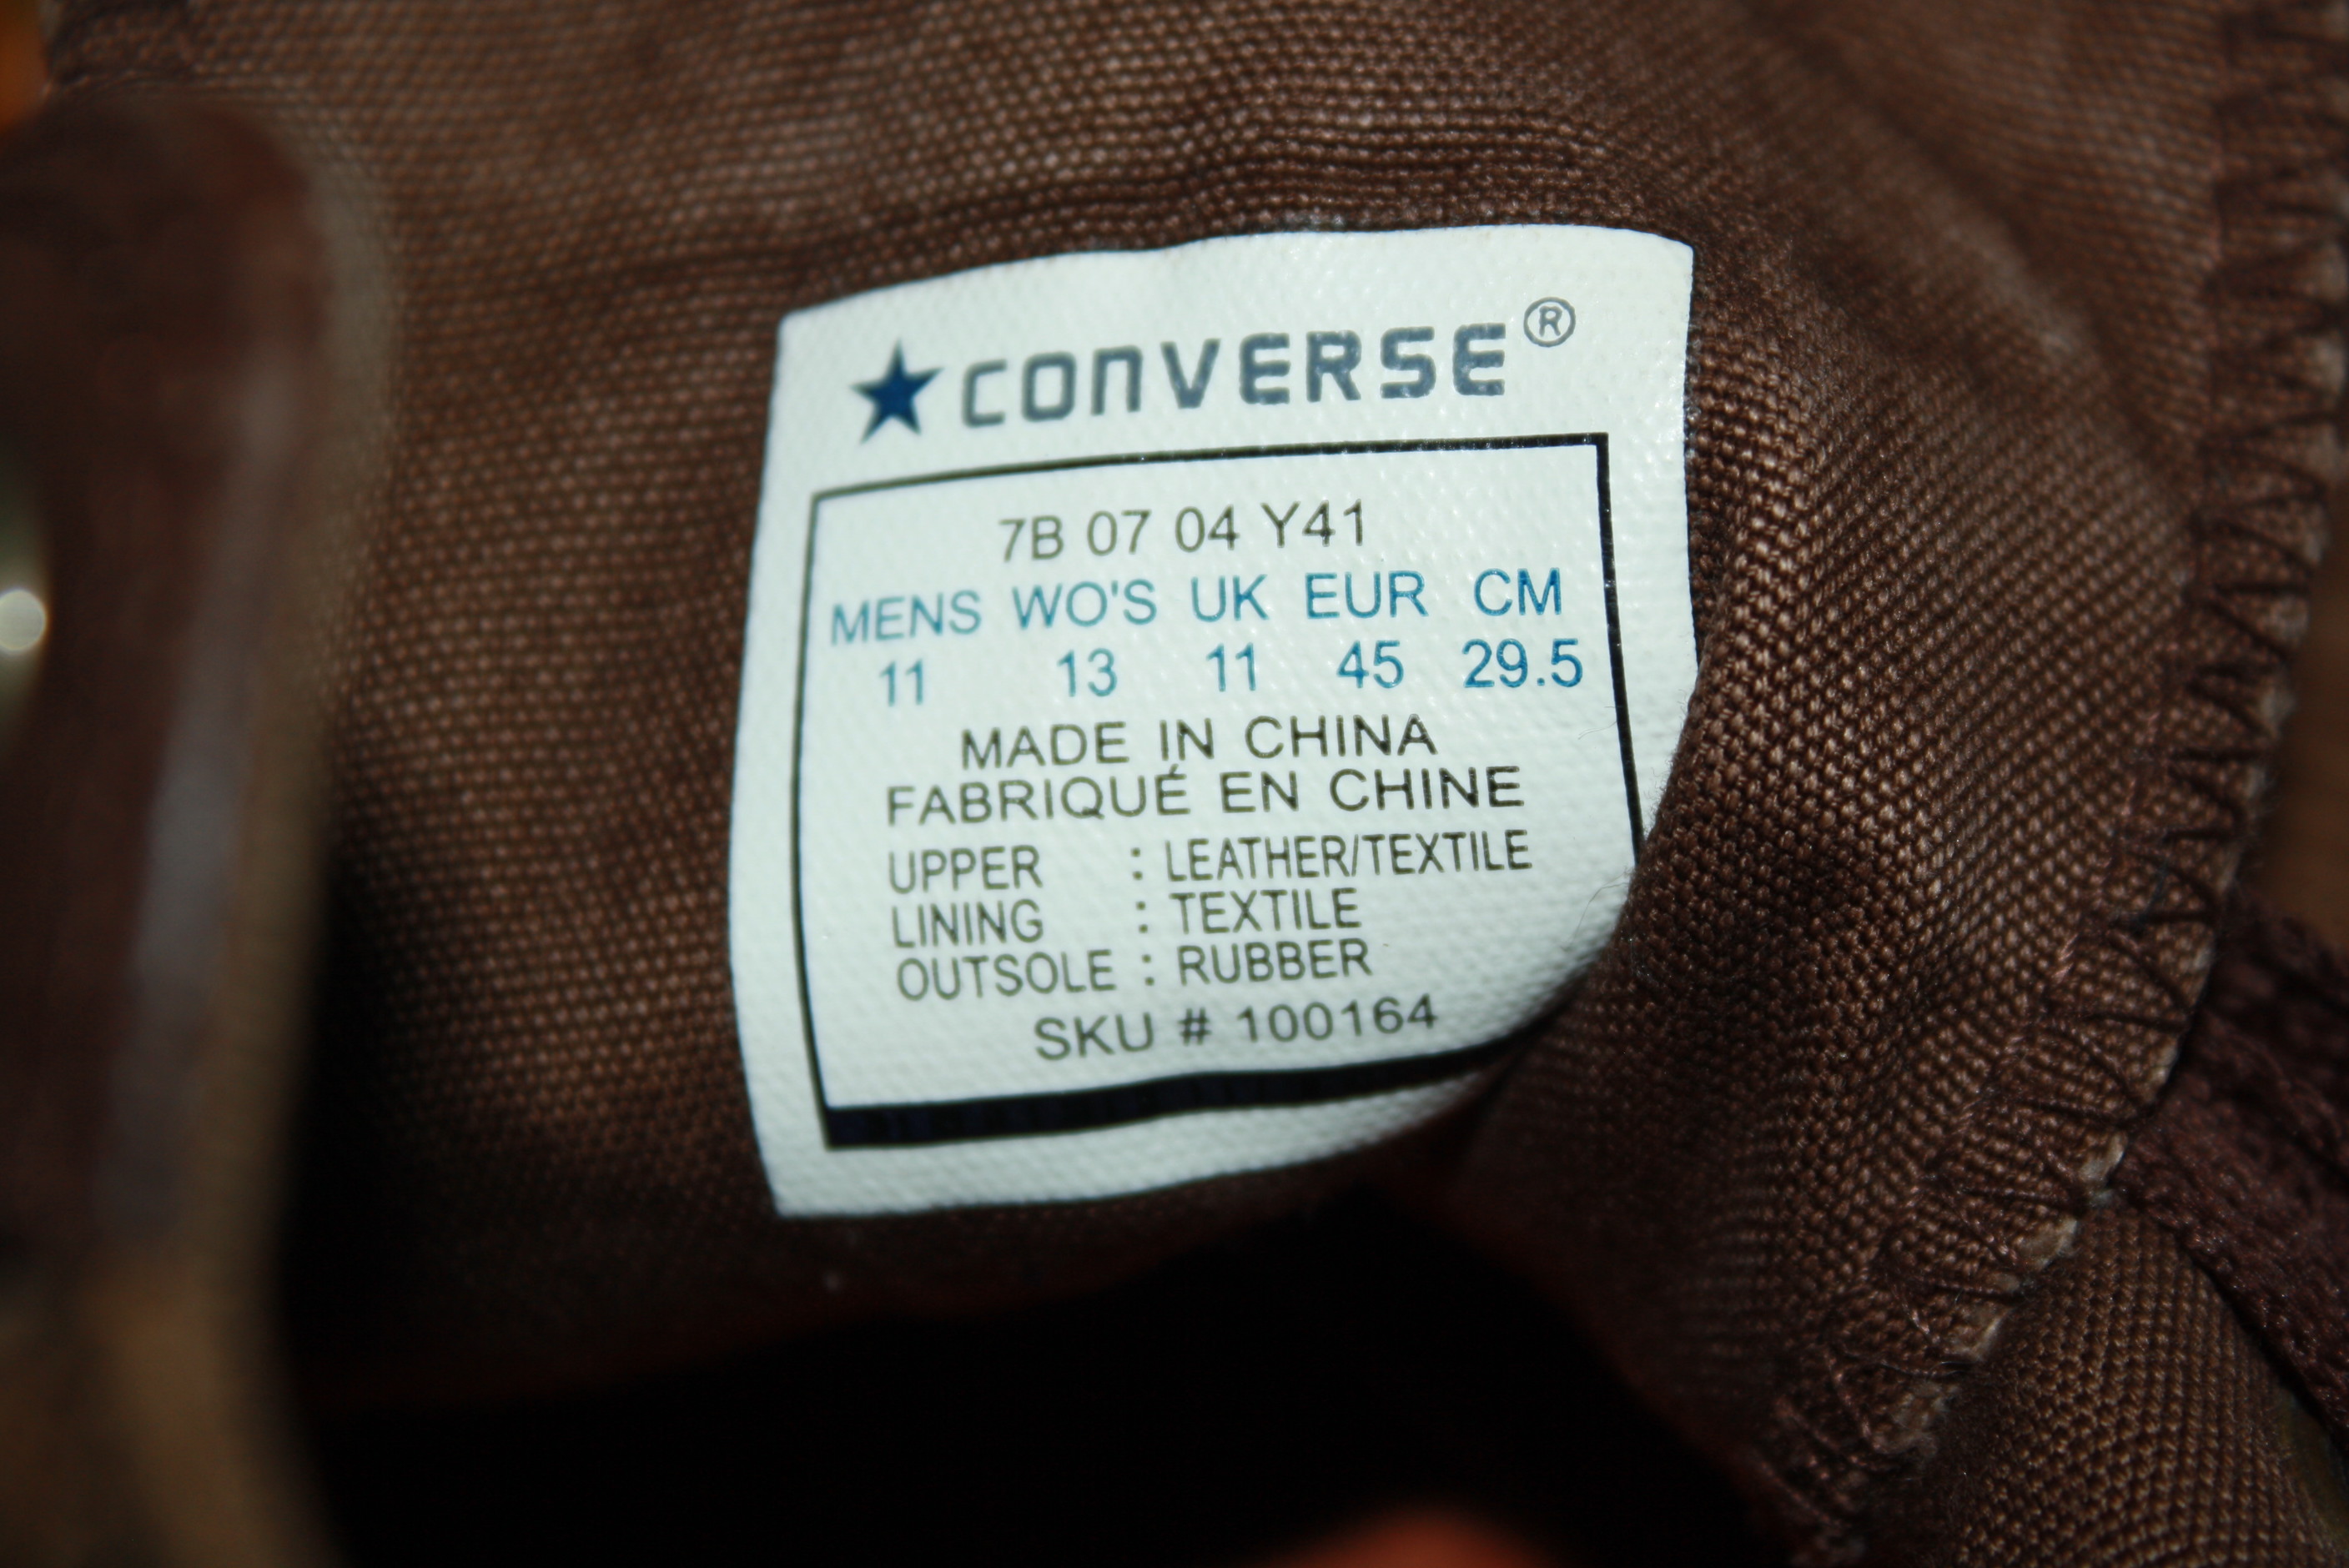 CONVERSE®
7B 07 04 Y41
MENS WO'S UK EUR CM
11 13 11 45 29.5
MADE IN CHINA
FABRIQUÉ EN CHINE
UPPER : LEATHER/TEXTILE
LINING : TEXTILE
OUTSOLE : RUBBER
SKU # 100164